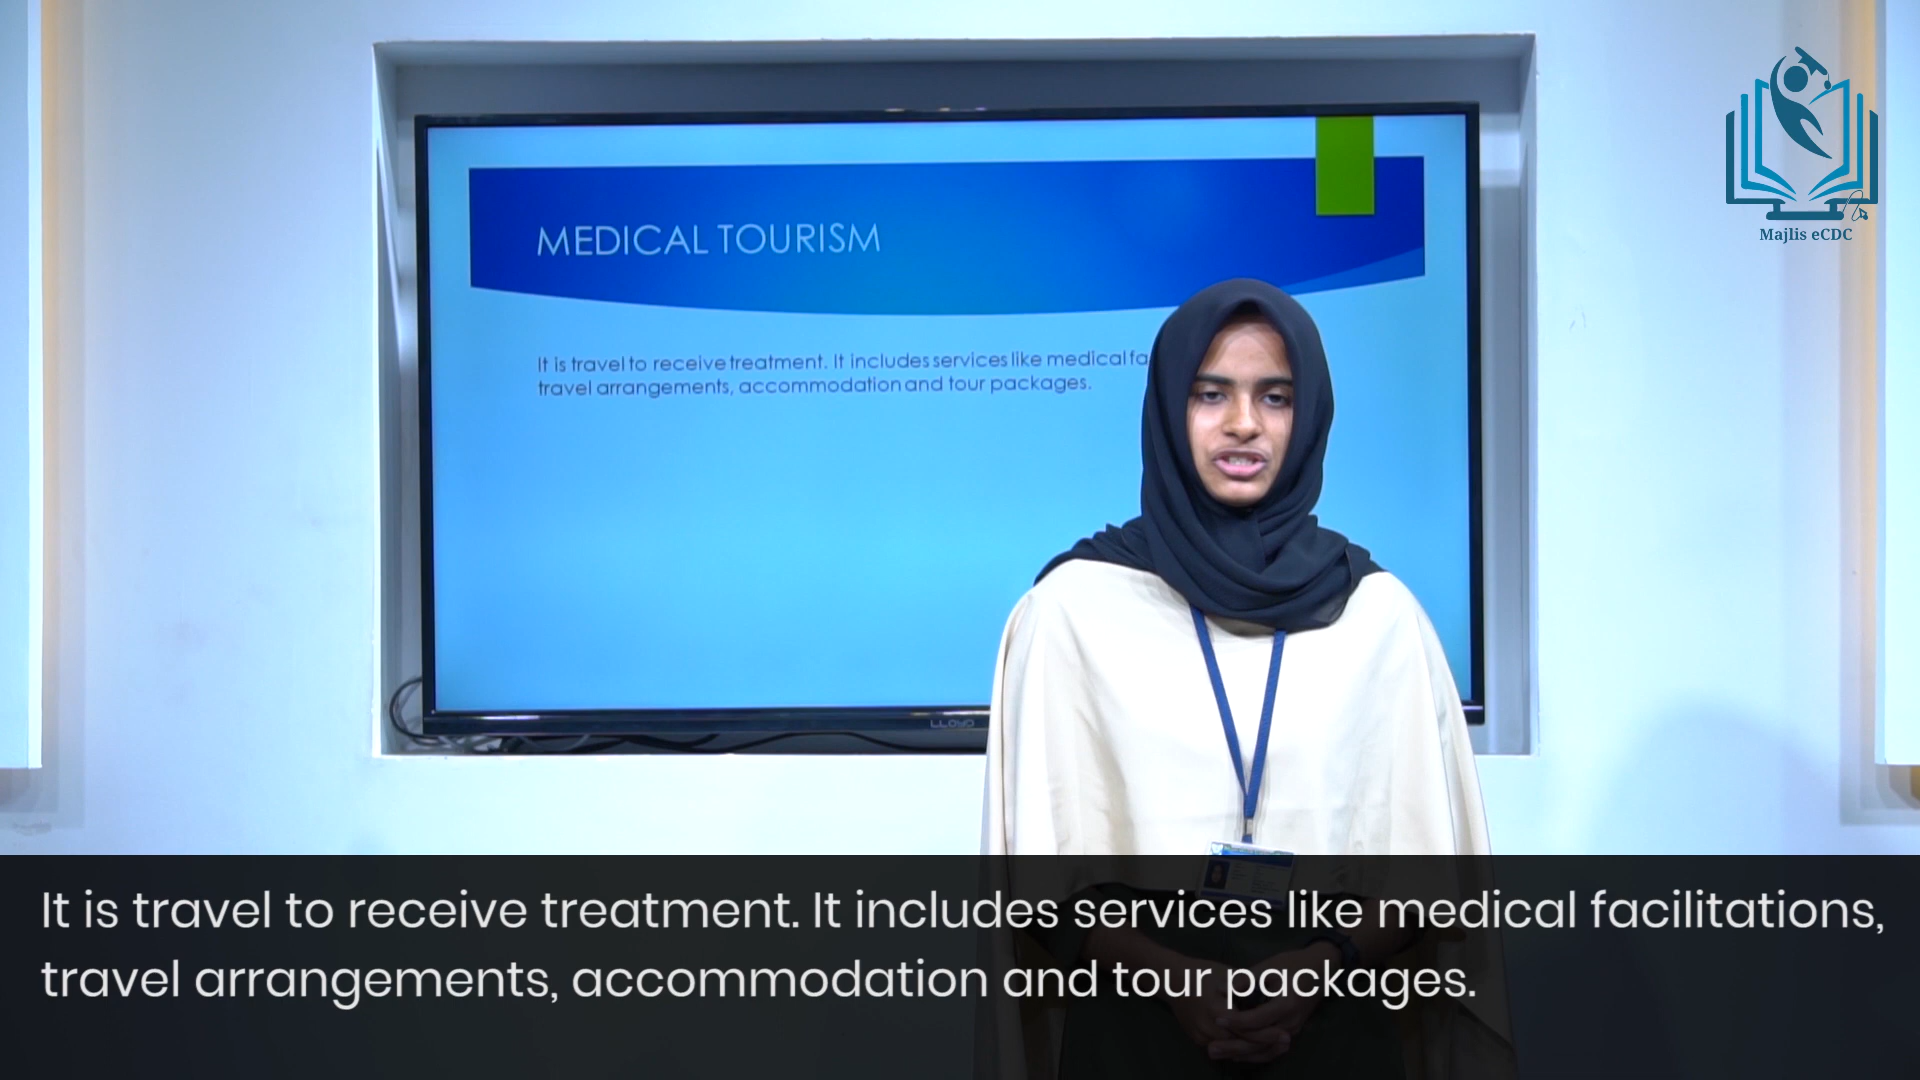 Majlis eCDC
MEDICAL TOURISM
It is travel to receive treatment. It includes services like medical fa
travel arrangements, accommodation and tour packages.
LLOYD
It is travel to receive treatment. It includes services like medical facilitations,
travel arrangements, accommodation and tour packages.